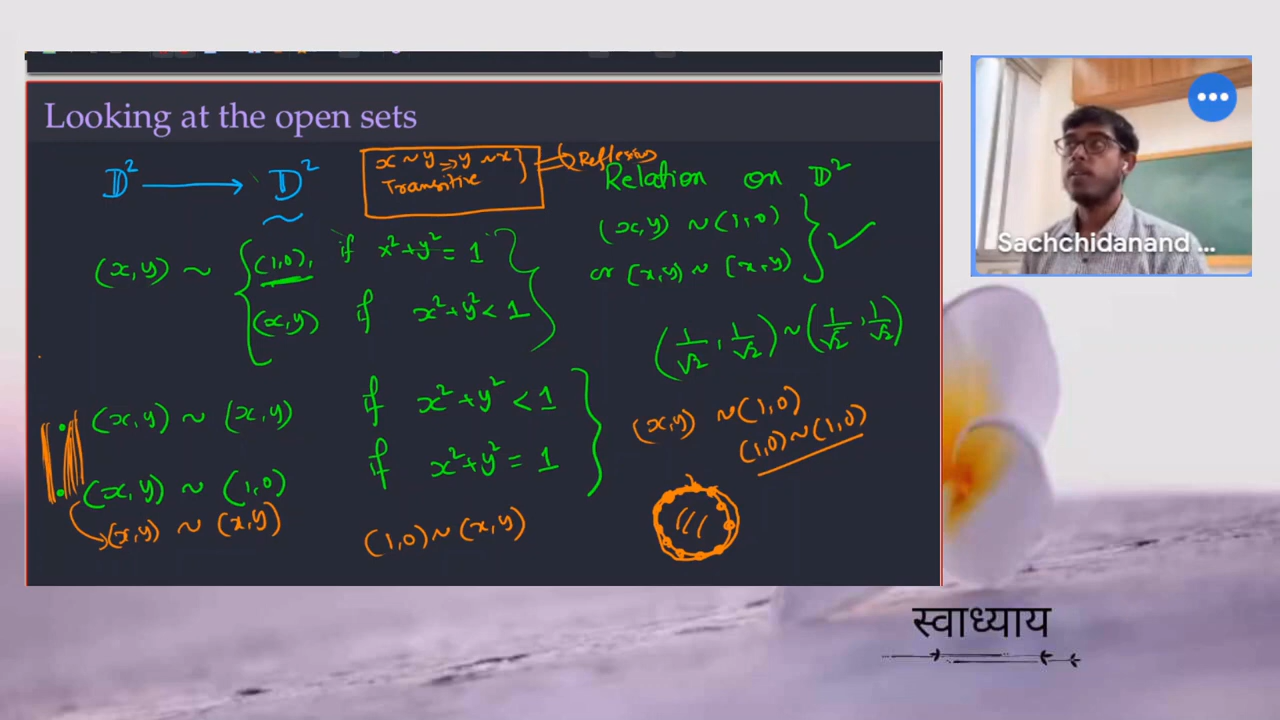 Looking at the open sets
𝔻² ⟶ 𝔻²
~
x ~ y ⇒ y ~ x
Transitive
Reflexive
Relation on 𝔻²
(x,y) ~ (1,0)
or (x,y) ~ (x,y)
(x,y) ~ { (1,0), if x²+y² = 1
(x,y) if x²+y² < 1
(1/√2, 1/√2) ~ (1/√2, 1/√2)
(x,y) ~ (x,y) if x²+y² < 1
(x,y) ~ (1,0) if x²+y² = 1
(x,y) ~ (1,0)
(1,0) ~ (1,0)
(x,y) ~ (x,y)
(1,0) ~ (x,y)
Sachchidanand ...
स्वाध्याय